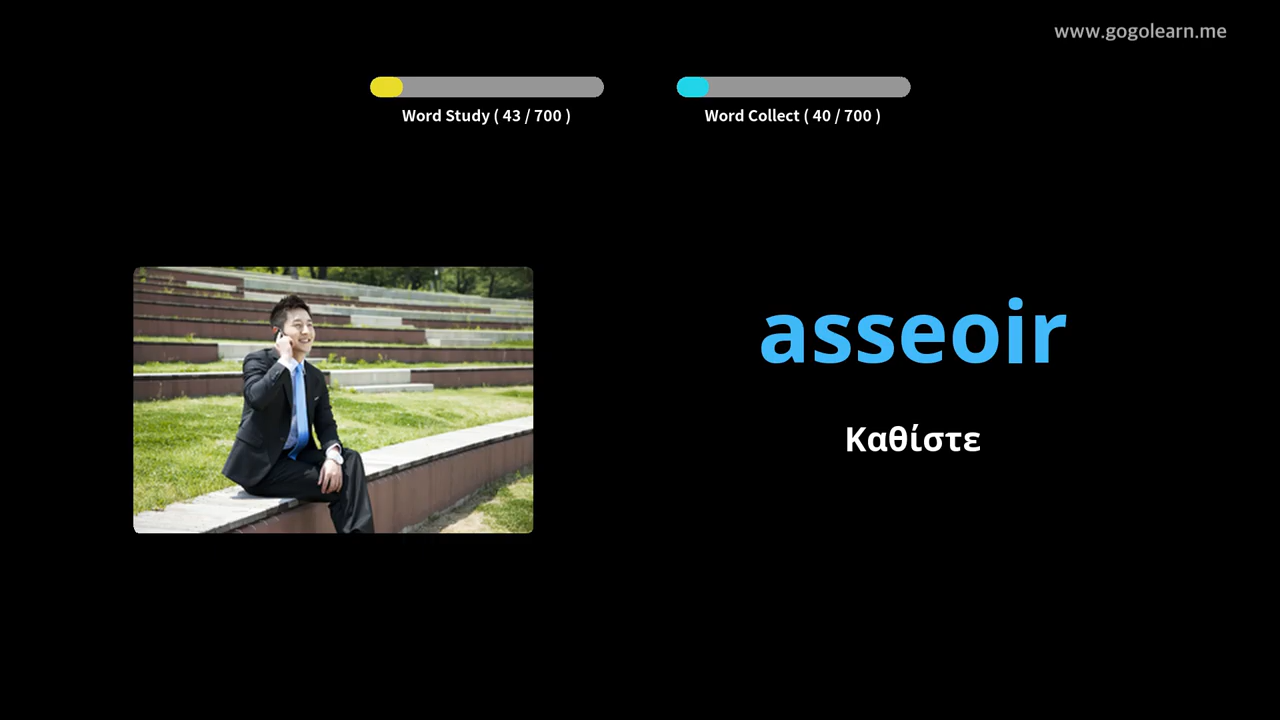 www.gogolearn.me
Word Study ( 43 / 700 )
Word Collect ( 40 / 700 )
asseoir
Καθίστε